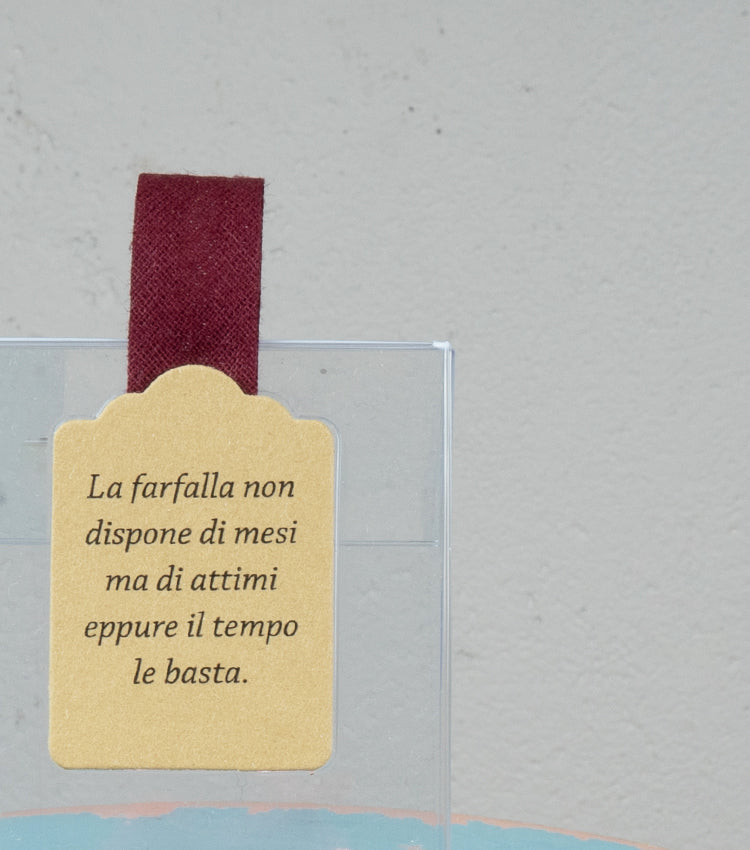 La farfalla non
dispone di mesi
ma di attimi
eppure il tempo
le basta.